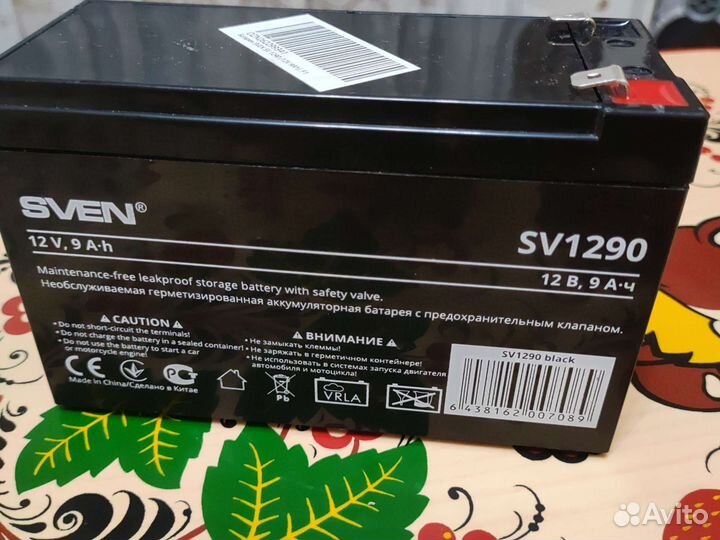 SVEN®
12 V, 9 A·h
SV1290
12 В, 9 А·ч
Maintenance-free leakproof storage battery with safety valve.
Необслуживаемая герметизированная аккумуляторная батарея с предохранительным клапаном.
CAUTION
• Do not short-circuit the terminals!
• Do not charge the battery in a sealed container!
• Do not use the battery to start a car
or motorcycle engine!
Made in China/Сделано в Китае
ВНИМАНИЕ
• Не замыкать клеммы!
• Не заряжать в герметичном контейнере!
• Не использовать в системах запуска двигателя
автомобиля и мотоцикла!
CE
Pb
VRLA
SV1290 black
6 438162 007089
Avito